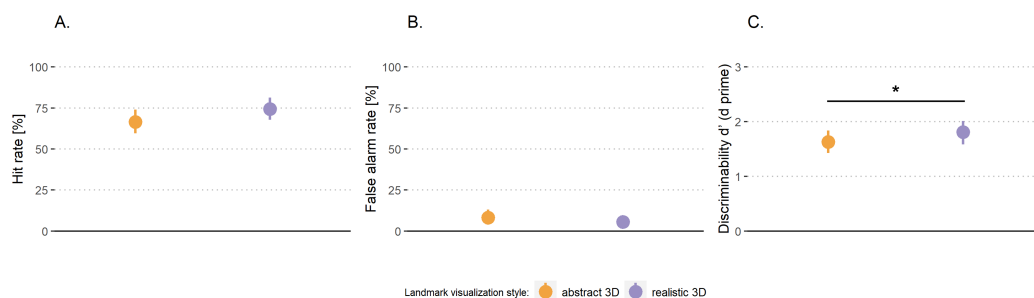 A.
B.
C.
Hit rate [%]
100
75
50
25
0
False alarm rate [%]
100
75
50
25
0
Discriminability d' (d prime)
3
2
1
0
*
Landmark visualization style: abstract 3D realistic 3D